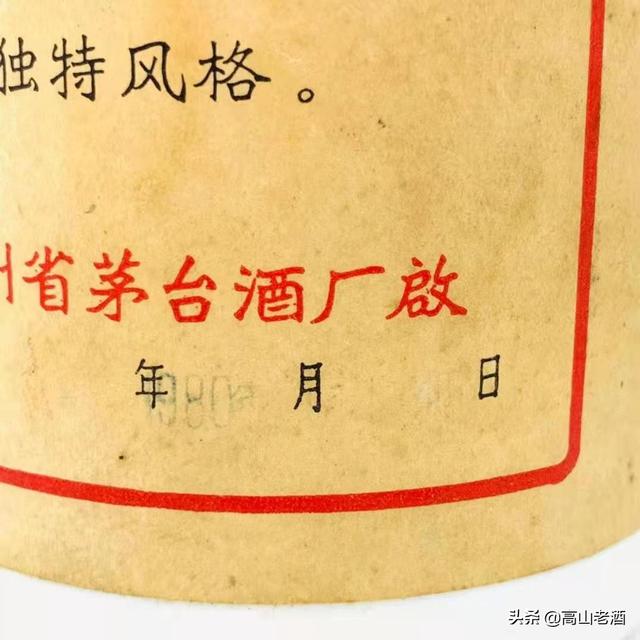 独特风格。
省茅台酒厂啟
年 月 日
头条 @高山老酒